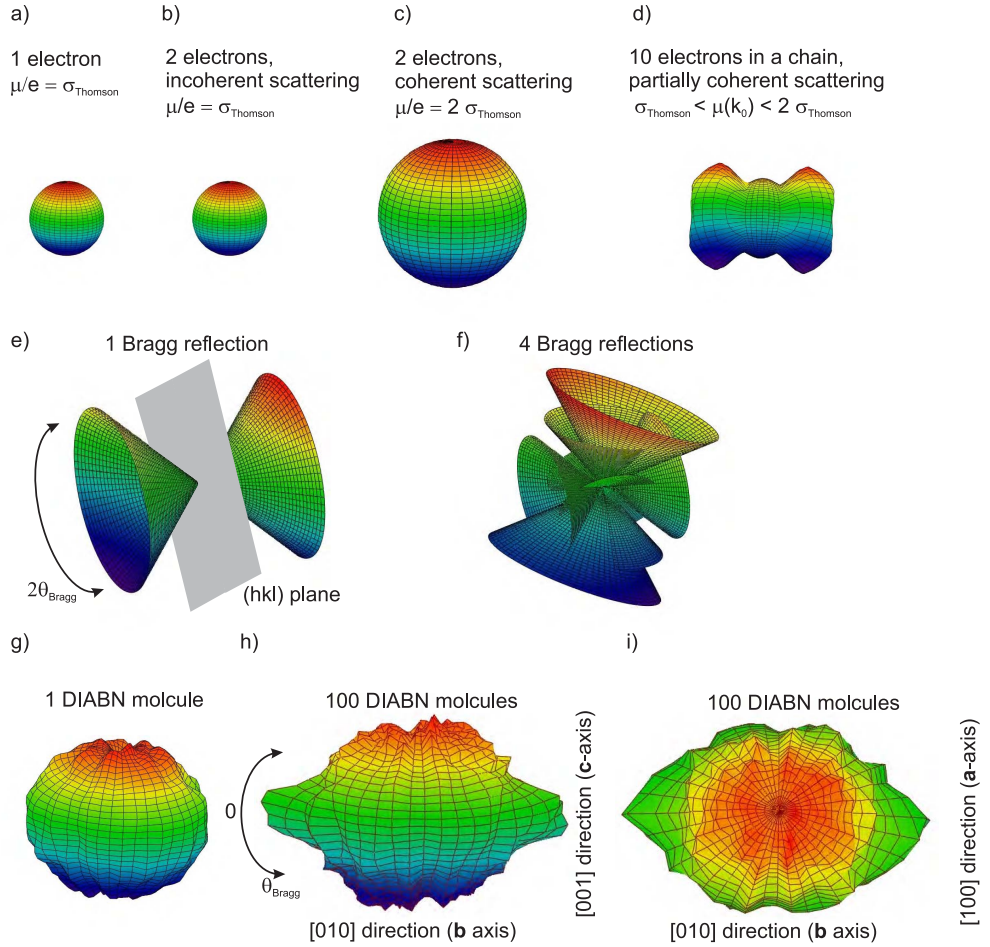 a)
1 electron
μ/e = σThomson
b)
2 electrons,
incoherent scattering
μ/e = σThomson
c)
2 electrons,
coherent scattering
μ/e = 2 σThomson
d)
10 electrons in a chain,
partially coherent scattering
σThomson < μ(k0) < 2 σThomson
e)
1 Bragg reflection
2θBragg
(hkl) plane
f)
4 Bragg reflections
g)
1 DIABN molcule
h)
100 DIABN molcules
0
θBragg
[010] direction (b axis)
[001] direction (c-axis)
i)
100 DIABN molcules
[010] direction (b axis)
[100] direction (a-axis)